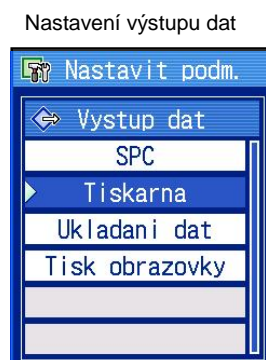 Nastavení výstupu dat
Nastavit podm.
Vystup dat
SPC
Tiskarna
Ukladani dat
Tisk obrazovky